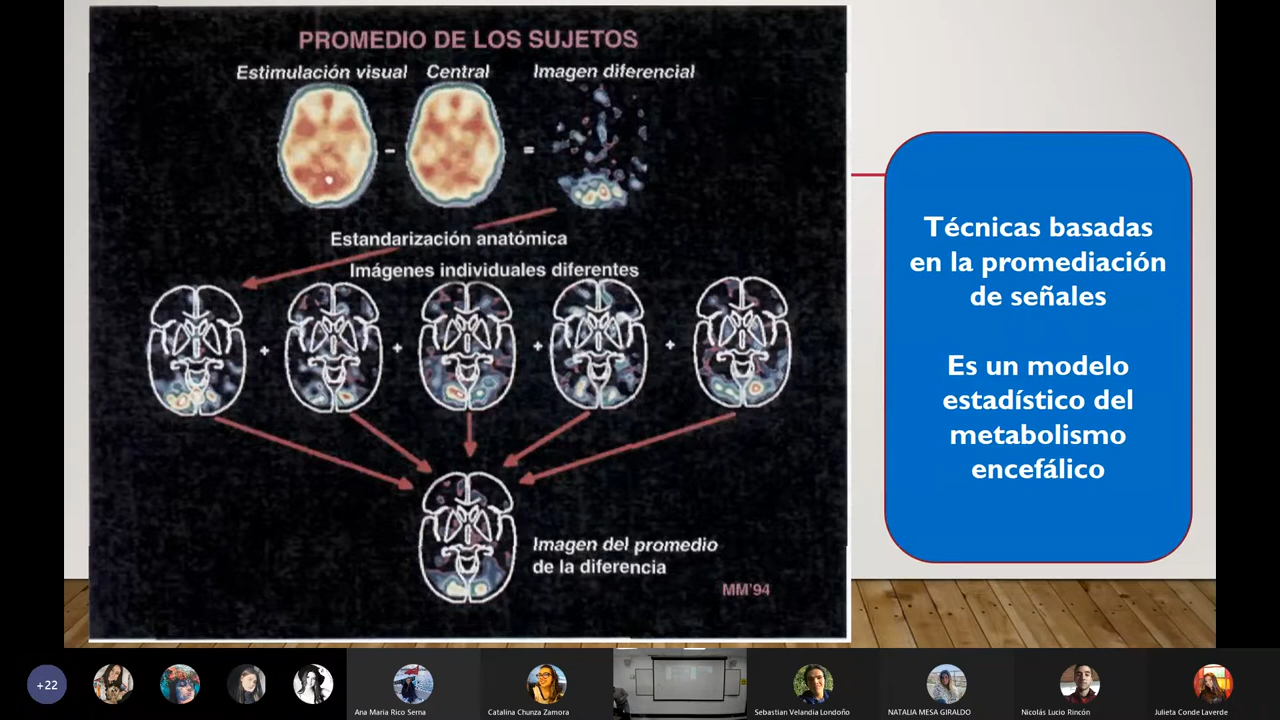 PROMEDIO DE LOS SUJETOS
Estimulación visual Central Imagen diferencial
- =
Estandarización anatómica
Imágenes individuales diferentes
+ + + +
Imagen del promedio
de la diferencia
MM'94
Técnicas basadas
en la promediación
de señales
Es un modelo
estadístico del
metabolismo
encefálico
+22
Ana Maria Rico Serna
Catalina Chunza Zamora
Sebastian Velandia Londoño
NATALIA MESA GIRALDO
Nicolás Lucio Rincón
Julieta Conde Laverde